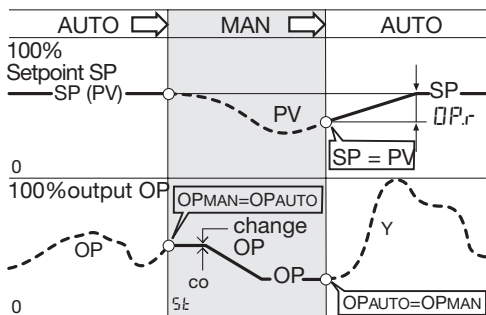 AUTO MAN AUTO
100%
Setpoint SP
SP (PV)
PV
SP
OP.r
SP = PV
0
100%output OP
OPMAN=OPAUTO
change
OP
OP
Y
co
OP
St
0
OPAUTO=OPMAN